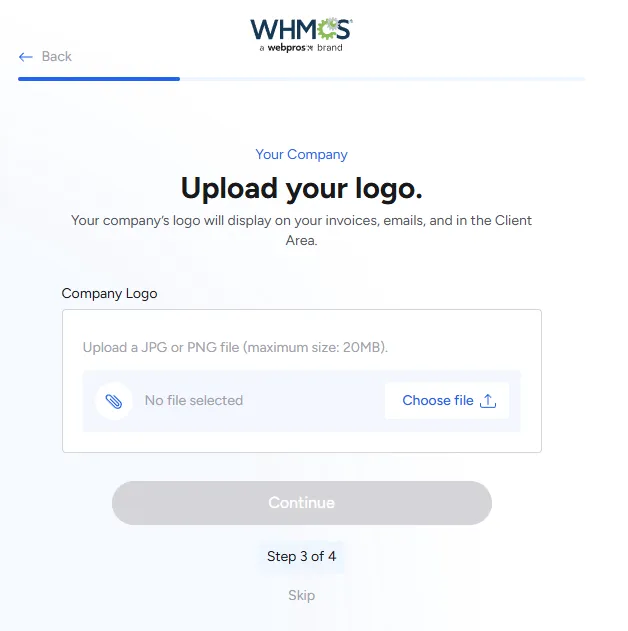 WHMCS
a webpros brand
Back
Your Company
Upload your logo.
Your company’s logo will display on your invoices, emails, and in the Client
Area.
Company Logo
Upload a JPG or PNG file (maximum size: 20MB).
No file selected
Choose file
Continue
Step 3 of 4
Skip